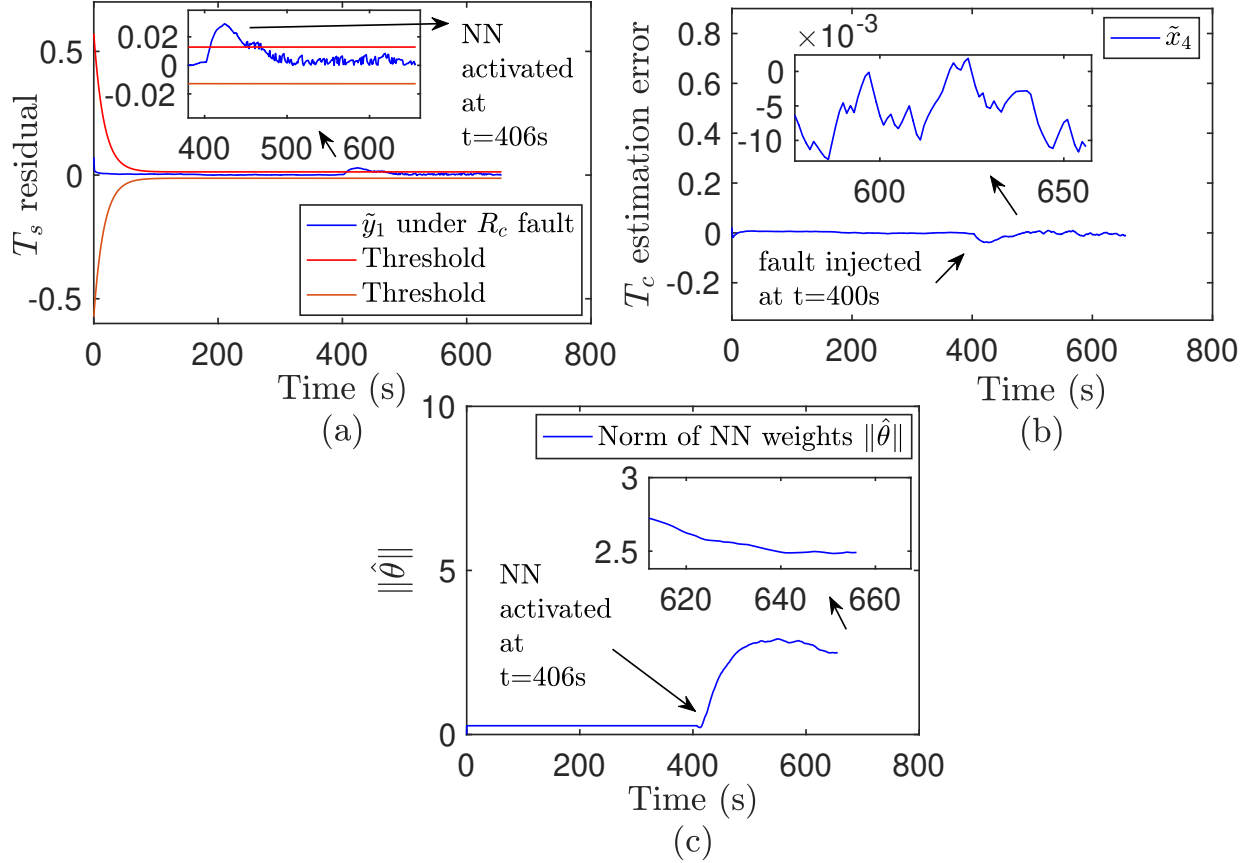 0.5
0
-0.5
T_s residual
0.02
0
-0.02
400 500 600
NN
activated
at
t=406s
ỹ_1 under R_c fault
Threshold
Threshold
0 200 400 600 800
Time (s)
(a)
0.8
0.6
0.4
0.2
0
-0.2
T_c estimation error
x̃_4
×10^{-3}
0
-5
-10
600 650
fault injected
at t=400s
0 200 400 600 800
Time (s)
(b)
10
5
0
‖θ̂‖
Norm of NN weights ‖θ̂‖
3
2.5
620 640 660
NN
activated
at
t=406s
0 200 400 600 800
Time (s)
(c)